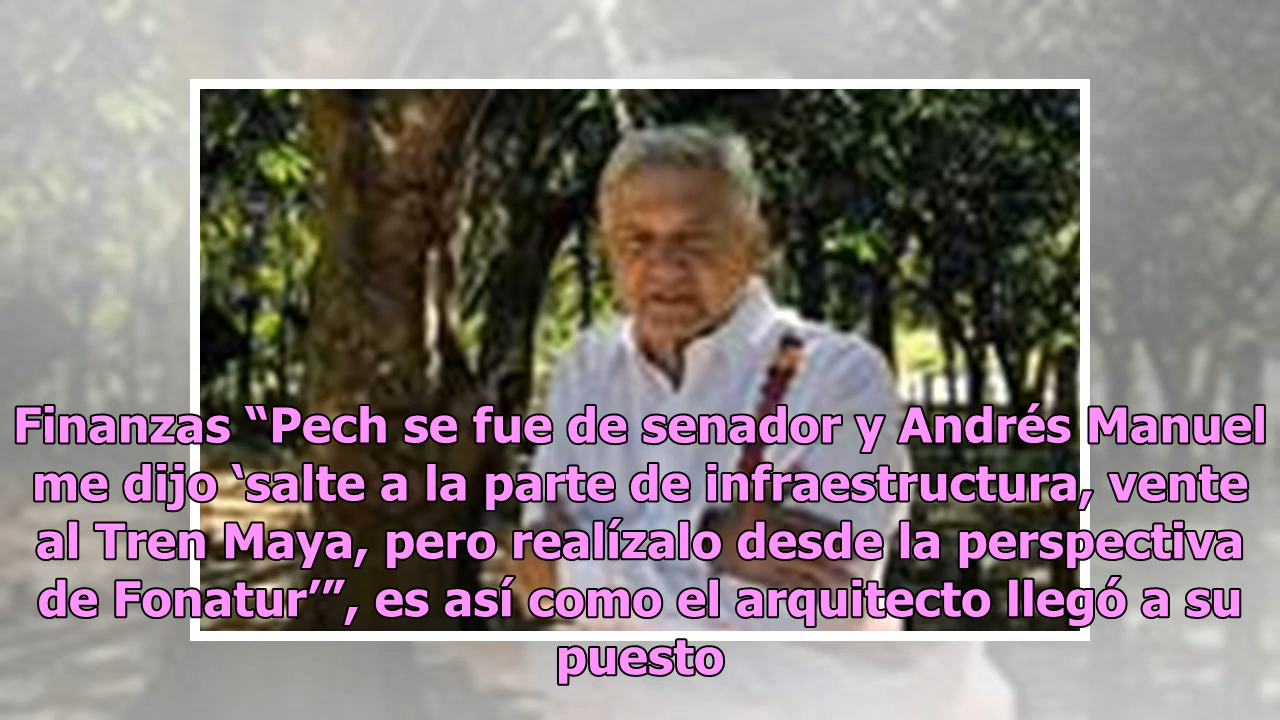 Finanzas “Pech se fue de senador y Andrés Manuel
me dijo ‘salte a la parte de infraestructura, vente
al Tren Maya, pero realízalo desde la perspectiva
de Fonatur’”, es así como el arquitecto llegó a su
puesto